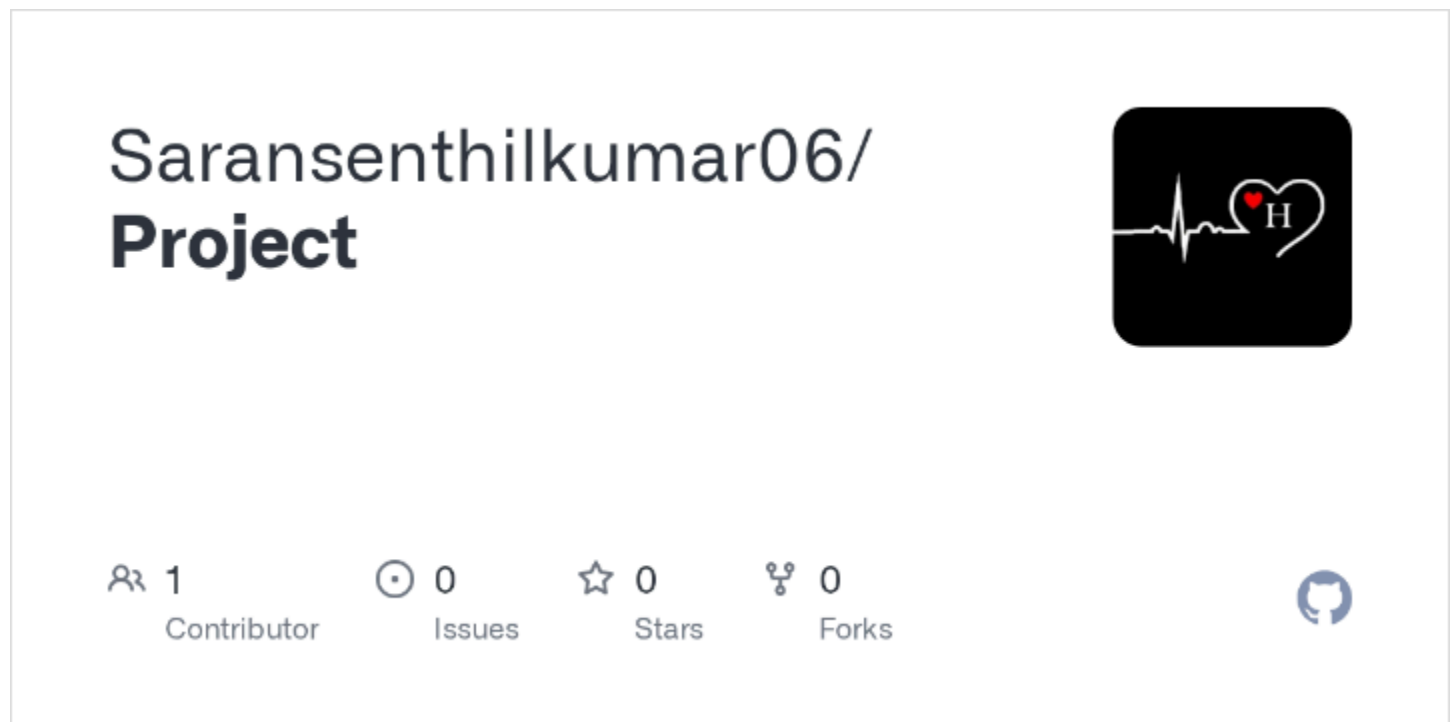 Saransenthilkumar06/
Project
H
1
Contributor
0
Issues
0
Stars
0
Forks